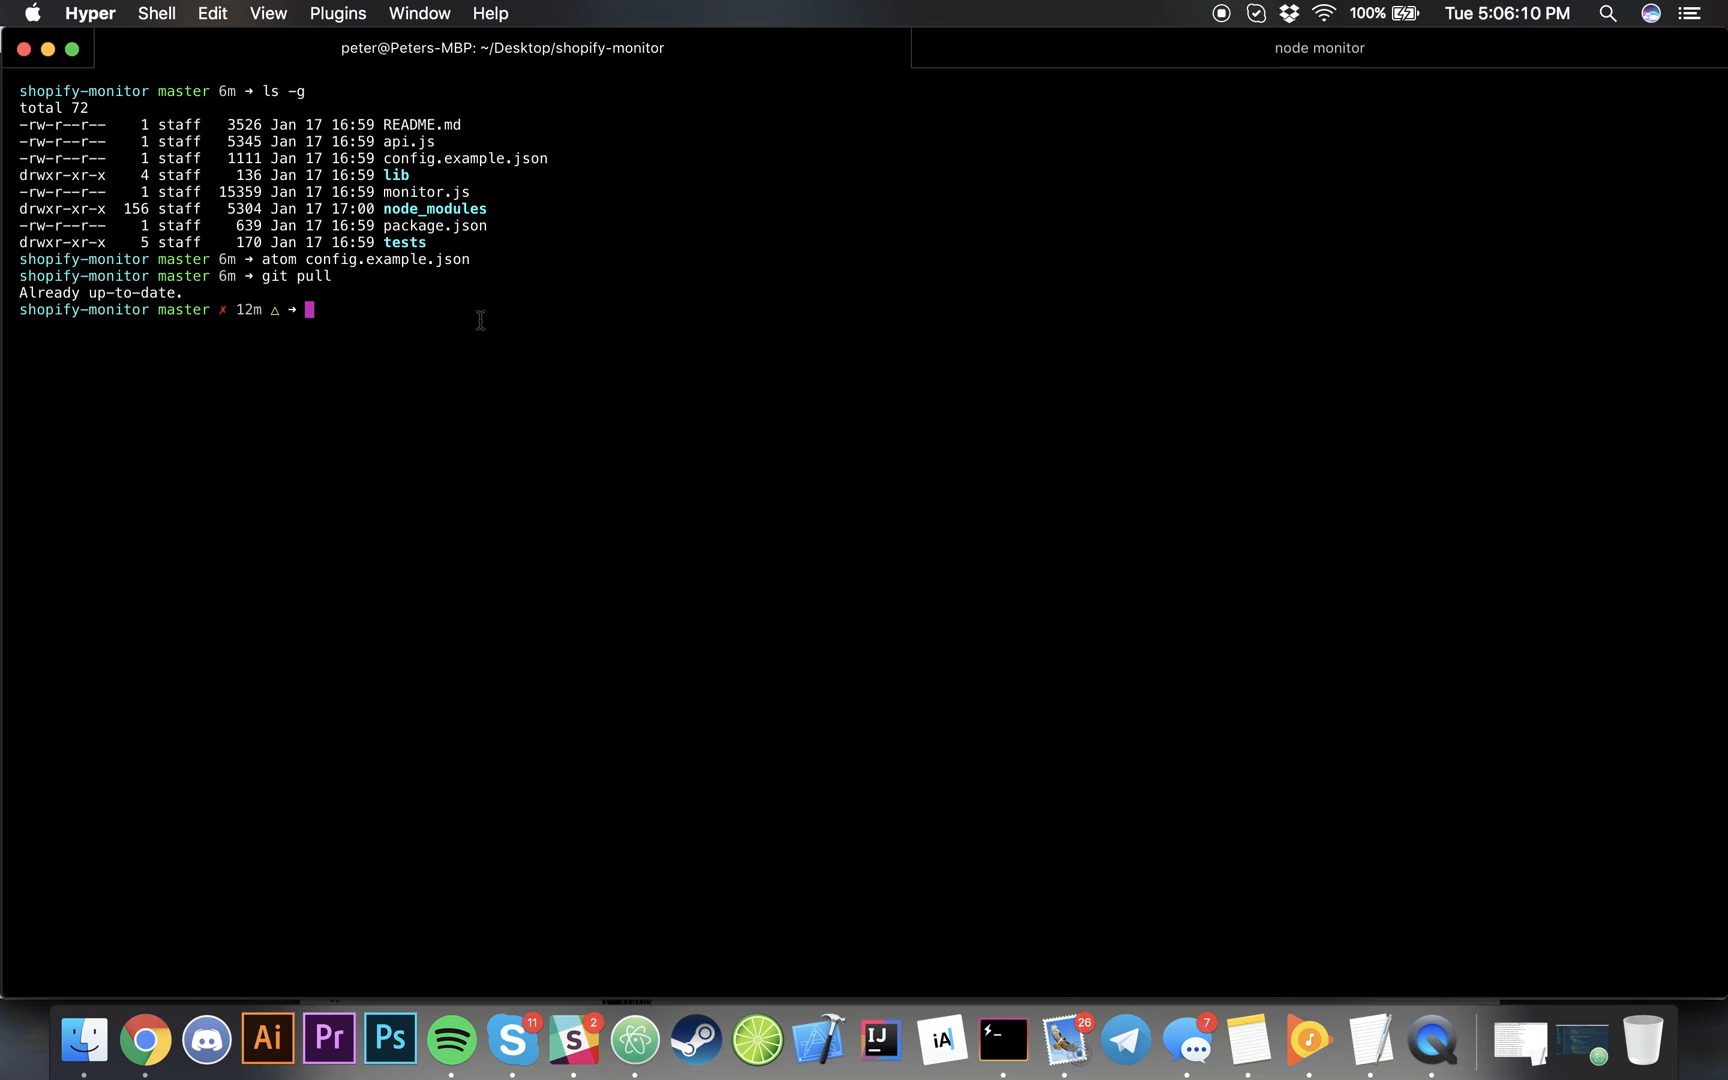 Hyper Shell Edit View Plugins Window Help 100% Tue 5:06:10 PM
peter@Peters-MBP: ~/Desktop/shopify-monitor node monitor
shopify-monitor master 6m ➜ ls -g
total 72
-rw-r--r-- 1 staff 3526 Jan 17 16:59 README.md
-rw-r--r-- 1 staff 5345 Jan 17 16:59 api.js
-rw-r--r-- 1 staff 1111 Jan 17 16:59 config.example.json
drwxr-xr-x 4 staff 136 Jan 17 16:59 lib
-rw-r--r-- 1 staff 15359 Jan 17 16:59 monitor.js
drwxr-xr-x 156 staff 5304 Jan 17 17:00 node_modules
-rw-r--r-- 1 staff 639 Jan 17 16:59 package.json
drwxr-xr-x 5 staff 170 Jan 17 16:59 tests
shopify-monitor master 6m ➜ atom config.example.json
shopify-monitor master 6m ➜ git pull
Already up-to-date.
shopify-monitor master ✗ 12m △ ➜
Ai Pr Ps 11 2 IJ iA 26 7